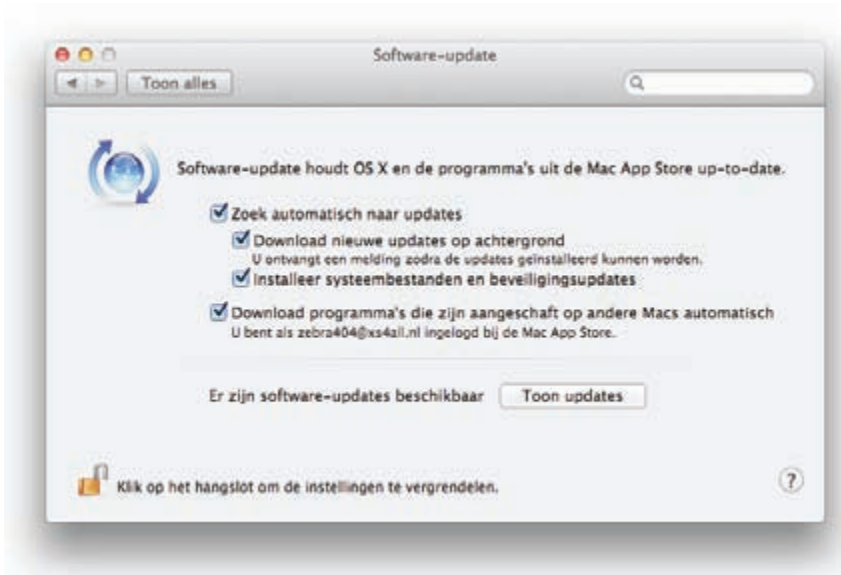 Software-update
Toon alles
Software-update houdt OS X en de programma's uit de Mac App Store up-to-date.
Zoek automatisch naar updates
Download nieuwe updates op achtergrond
U ontvangt een melding zodra de updates geïnstalleerd kunnen worden.
Installeer systeembestanden en beveiligingsupdates
Download programma's die zijn aangeschaft op andere Macs automatisch
U bent als zebra404@xs4all.nl ingelogd bij de Mac App Store.
Er zijn software-updates beschikbaar Toon updates
Klik op het hangslot om de instellingen te vergrendelen. ?